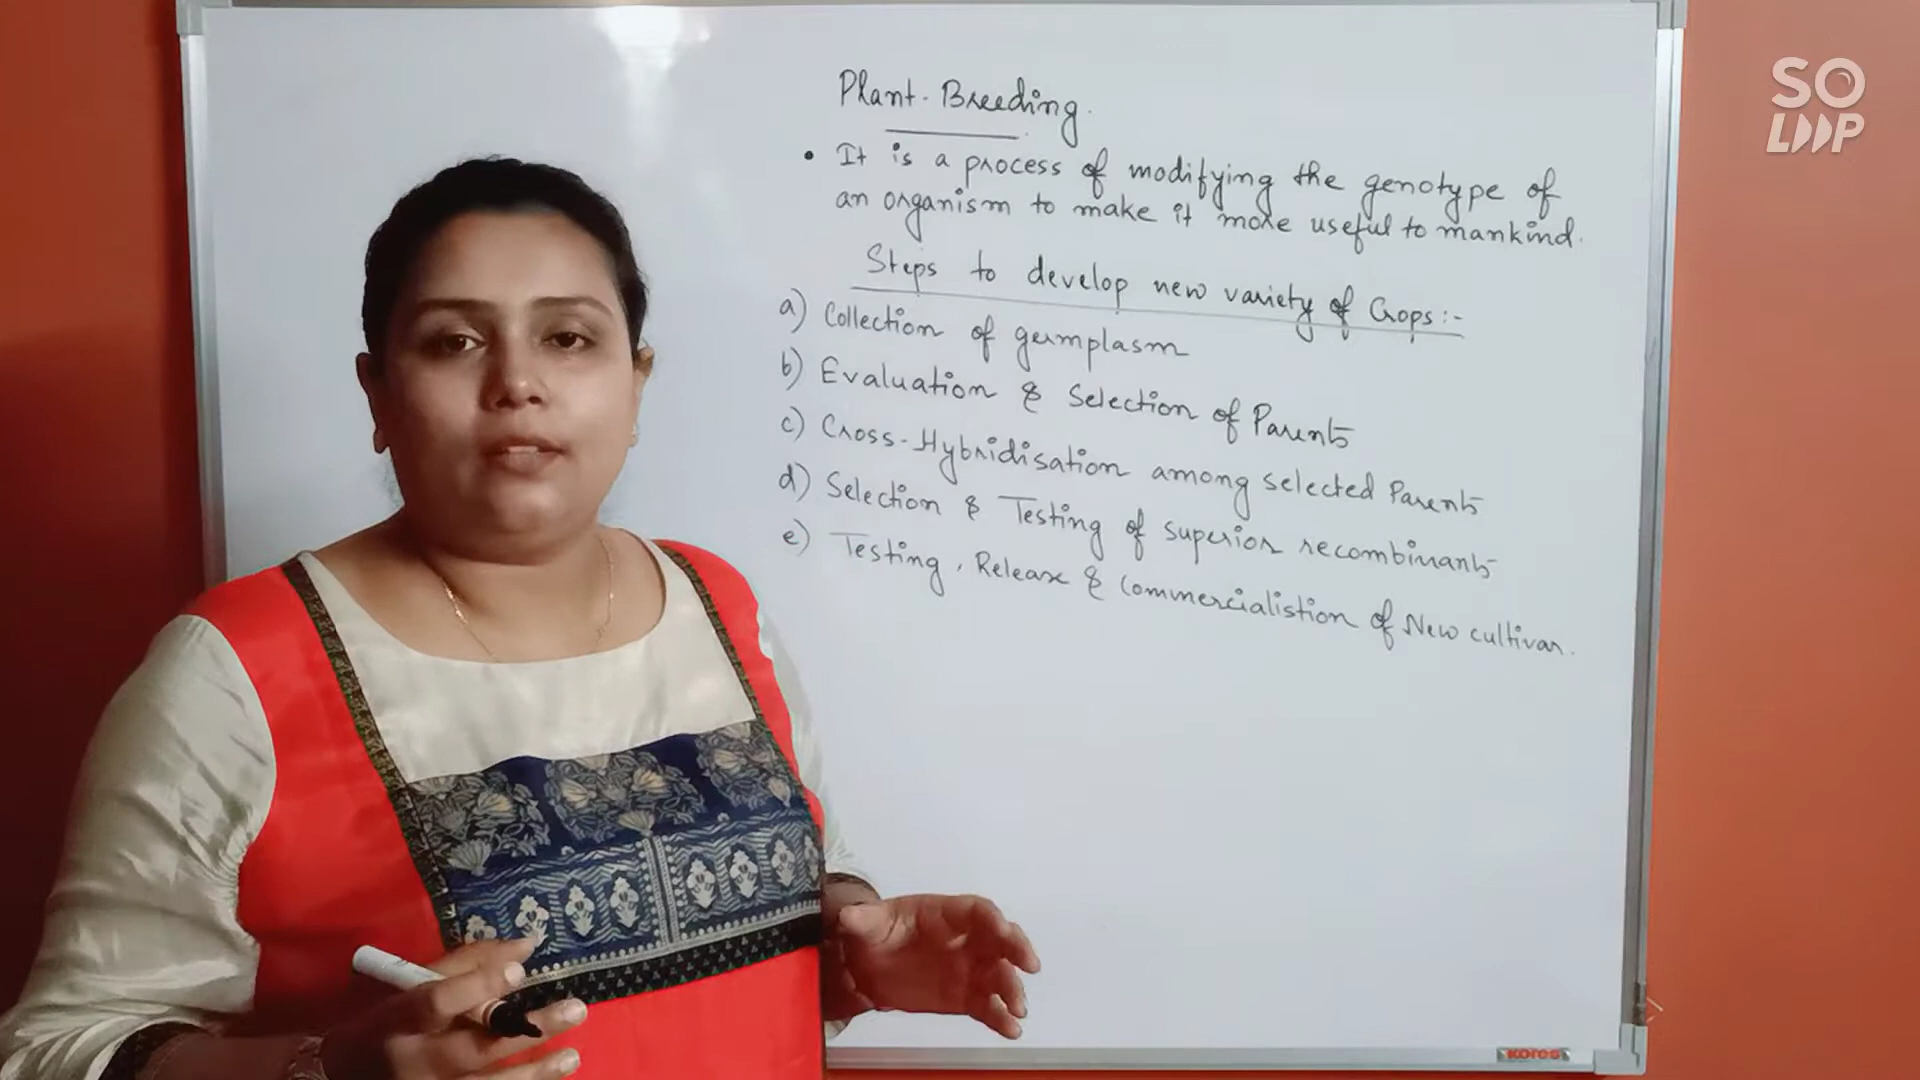 SO
LOOP
Plant-Breeding.
• It is a process of modifying the genotype of
an organism to make it more useful to mankind.
Steps to develop new variety of Crops:-
a) Collection of germplasm
b) Evaluation & Selection of Parents
c) Cross-Hybridisation among selected Parents
d) Selection & Testing of superior recombinants
e) Testing, Release & Commercialistion of New cultivar.
kores